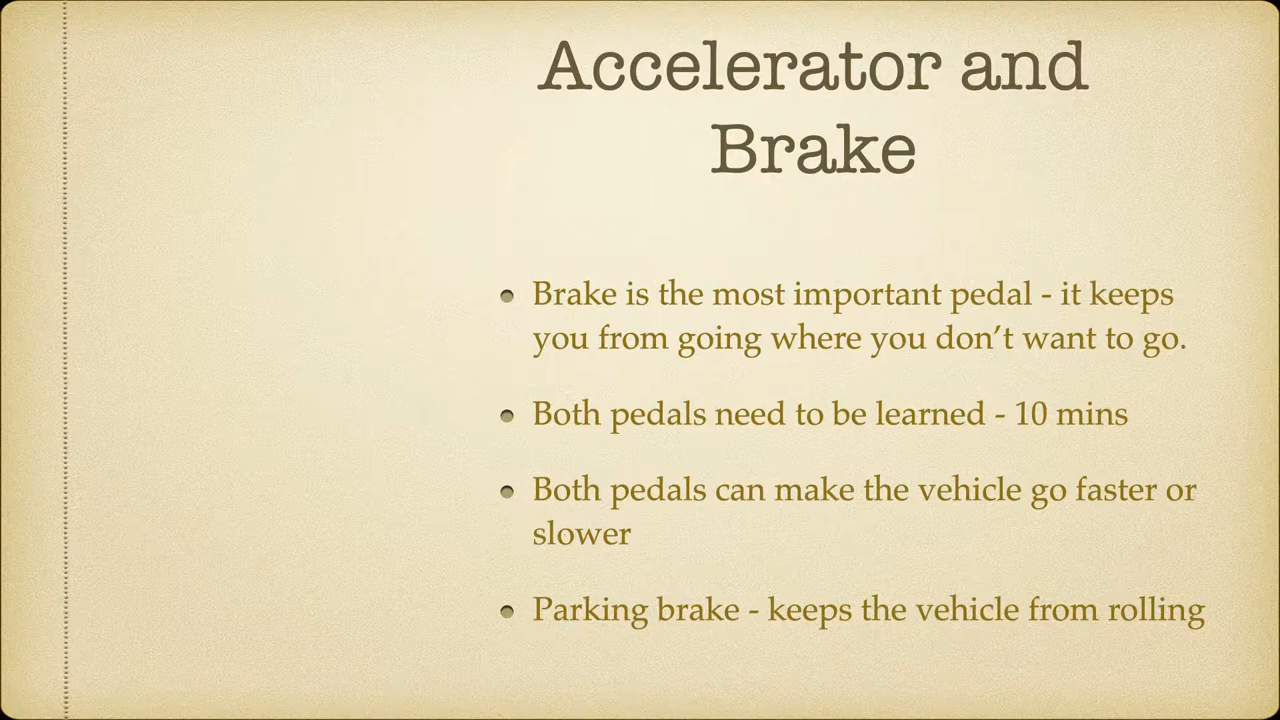 Accelerator and
Brake
Brake is the most important pedal - it keeps
you from going where you don’t want to go.
Both pedals need to be learned - 10 mins
Both pedals can make the vehicle go faster or
slower
Parking brake - keeps the vehicle from rolling